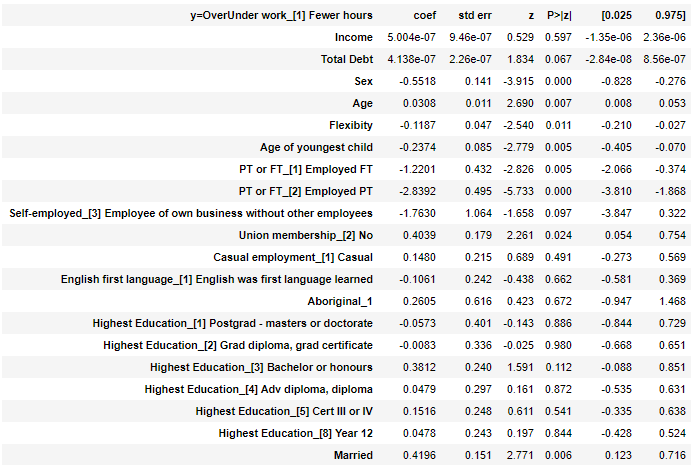 y=OverUnder work_[1] Fewer hours coef std err z P>|z| [0.025 0.975]
Income 5.004e-07 9.46e-07 0.529 0.597 -1.35e-06 2.36e-06
Total Debt 4.138e-07 2.26e-07 1.834 0.067 -2.84e-08 8.56e-07
Sex -0.5518 0.141 -3.915 0.000 -0.828 -0.276
Age 0.0308 0.011 2.690 0.007 0.008 0.053
Flexibity -0.1187 0.047 -2.540 0.011 -0.210 -0.027
Age of youngest child -0.2374 0.085 -2.779 0.005 -0.405 -0.070
PT or FT_[1] Employed FT -1.2201 0.432 -2.826 0.005 -2.066 -0.374
PT or FT_[2] Employed PT -2.8392 0.495 -5.733 0.000 -3.810 -1.868
Self-employed_[3] Employee of own business without other employees -1.7630 1.064 -1.658 0.097 -3.847 0.322
Union membership_[2] No 0.4039 0.179 2.261 0.024 0.054 0.754
Casual employment_[1] Casual 0.1480 0.215 0.689 0.491 -0.273 0.569
English first language_[1] English was first language learned -0.1061 0.242 -0.438 0.662 -0.581 0.369
Aboriginal_1 0.2605 0.616 0.423 0.672 -0.947 1.468
Highest Education_[1] Postgrad - masters or doctorate -0.0573 0.401 -0.143 0.886 -0.844 0.729
Highest Education_[2] Grad diploma, grad certificate -0.0083 0.336 -0.025 0.980 -0.668 0.651
Highest Education_[3] Bachelor or honours 0.3812 0.240 1.591 0.112 -0.088 0.851
Highest Education_[4] Adv diploma, diploma 0.0479 0.297 0.161 0.872 -0.535 0.631
Highest Education_[5] Cert III or IV 0.1516 0.248 0.611 0.541 -0.335 0.638
Highest Education_[8] Year 12 0.0478 0.243 0.197 0.844 -0.428 0.524
Married 0.4196 0.151 2.771 0.006 0.123 0.716